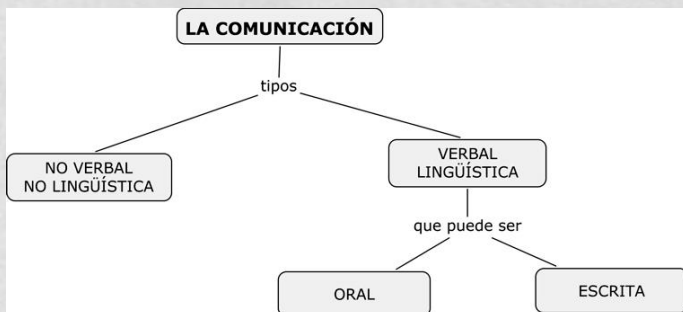 LA COMUNICACIÓN
tipos
NO VERBAL
NO LINGÜÍSTICA
VERBAL
LINGÜÍSTICA
que puede ser
ORAL
ESCRITA